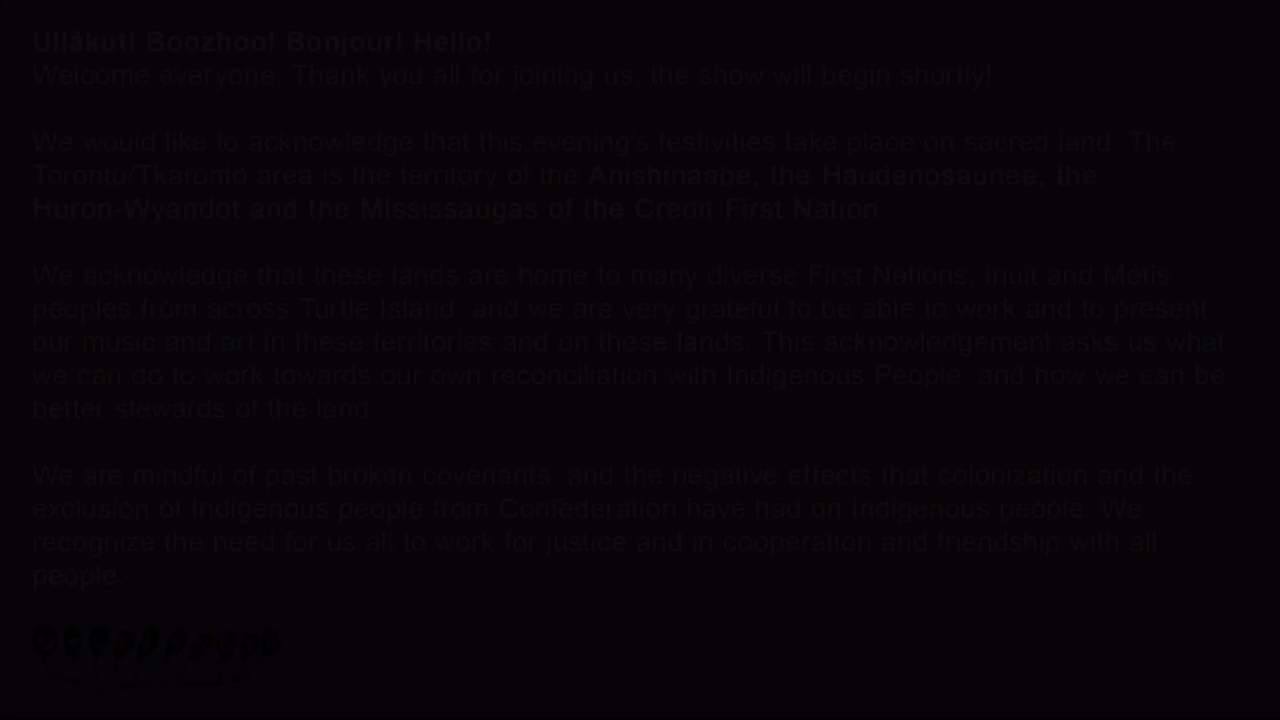 Ullåkut! Boozhoo! Bonjour! Hello!
Welcome everyone. Thank you all for joining us, the show will begin shortly!
We would like to acknowledge that this evening's festivities take place on sacred land. The
Toronto/Tkaronto area is the territory of the Anishinaabe, the Haudenosaunee, the
Huron-Wyandot and the Mississaugas of the Credit First Nation.
We acknowledge that these lands are home to many diverse First Nations, Inuit and Métis
peoples from across Turtle Island, and we are very grateful to be able to work and to present
our music and art in these territories and on these lands. This acknowledgement asks us what
we can do to work towards our own reconciliation with Indigenous People, and how we can be
better stewards of the land.
We are mindful of past broken covenants, and the negative effects that colonization and the
exclusion of Indigenous people from Confederation have had on Indigenous people. We
recognize the need for us all to work for justice and in cooperation and friendship with all
people.